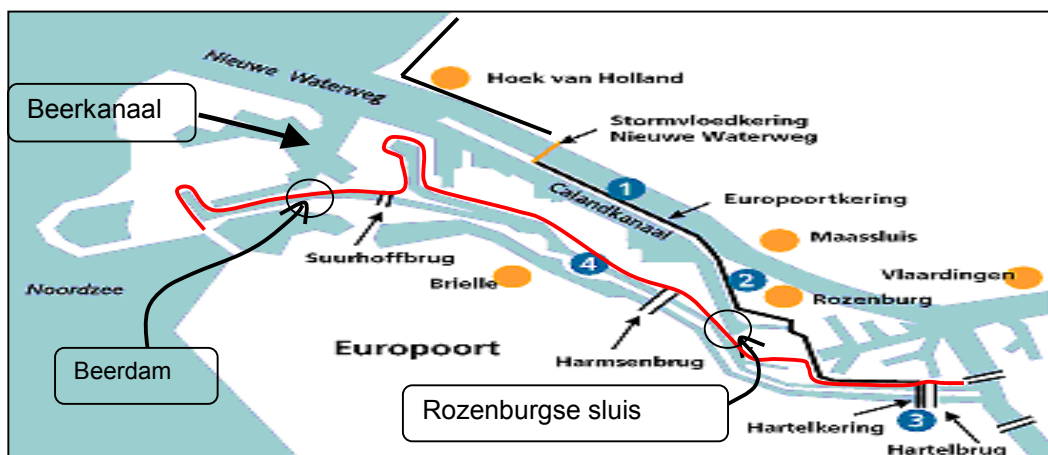 Nieuwe Waterweg
Hoek van Holland
Beerkanaal
Stormvloedkering
Nieuwe Waterweg
1
Calandkanaal
Europoortkering
Maassluis
Suurhoffbrug
4
2
Vlaardingen
Noordzee
Brielle
Rozenburg
Europoort
Harmsenbrug
Beerdam
Rozenburgse sluis
Hartelkering
3
Hartelbrug